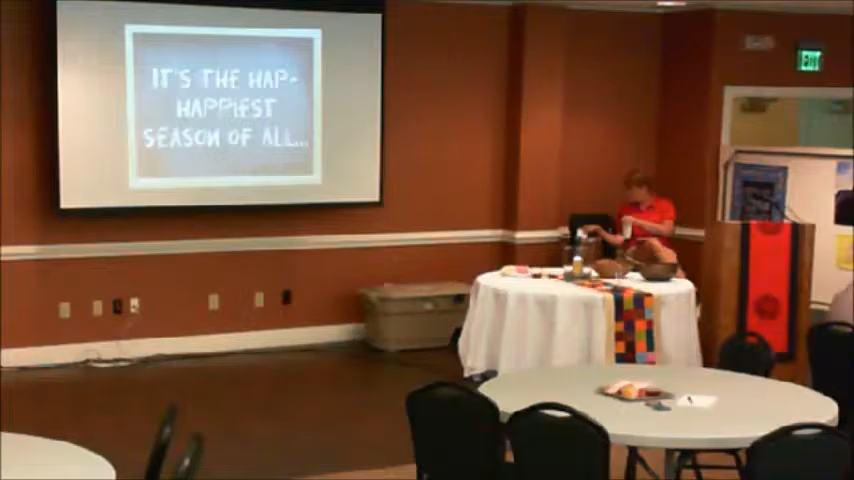 IT'S THE HAP-
HAPPIEST
SEASON OF ALL...
EXIT